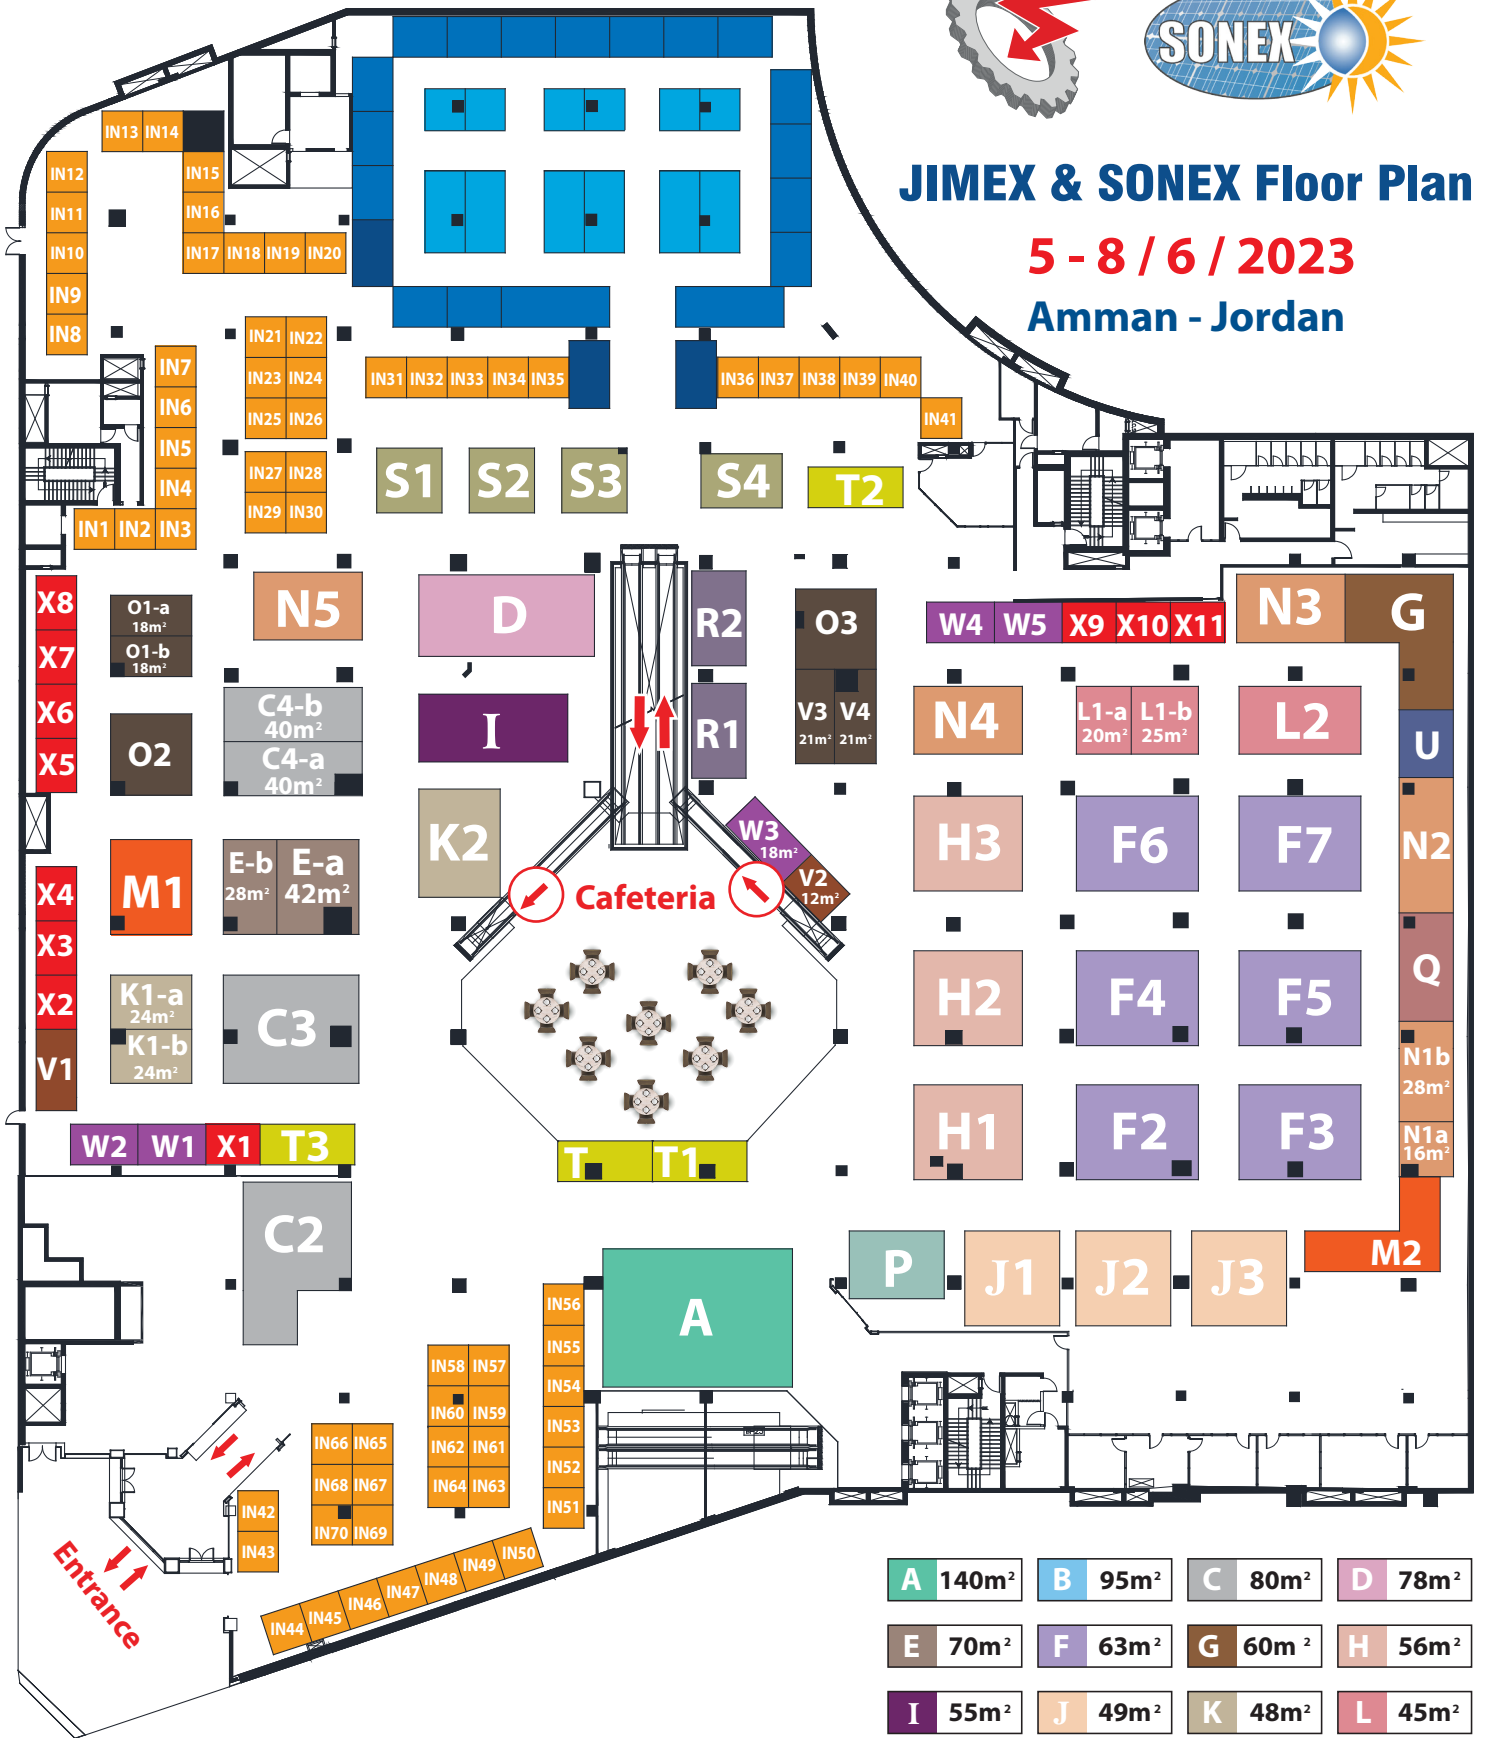 SONEX
JIMEX & SONEX Floor Plan
5 - 8 / 6 / 2023
Amman - Jordan
IN13 IN14
IN12 IN15
IN11 IN16
IN10 IN17 IN18 IN19 IN20
IN9
IN8
IN21 IN22
IN7 IN23 IN24
IN6 IN25 IN26
IN5
IN4 IN27 IN28
IN1 IN2 IN3 IN29 IN30
IN31 IN32 IN33 IN34 IN35
IN36 IN37 IN38 IN39 IN40
IN41
S1 S2 S3 S4 T2
X8
X7
X6
X5
O1-a
18m²
O1-b
18m²
N5
D
R2
O3
W4 W5 X9 X10 X11
N3
G
O2
C4-b
40m²
C4-a
40m²
I
R1
V3
21m²
V4
21m²
N4
L1-a
20m²
L1-b
25m²
L2
U
K2
W3
18m²
V2
12m²
H3
F6
F7
N2
M1
E-b
28m²
E-a
42m²
Cafeteria
X4
X3
X2
V1
K1-a
24m²
K1-b
24m²
C3
H2
F4
F5
Q
N1b
28m²
N1a
16m²
H1
F2
F3
W2 W1 X1 T3
T T1
C2
A
P
J1
J2
J3
M2
IN56
IN55
IN54
IN53
IN52
IN51
IN58 IN57
IN60 IN59
IN62 IN61
IN64 IN63
IN66 IN65
IN68 IN67
IN70 IN69
IN42
IN43
IN44 IN45 IN46 IN47 IN48 IN49 IN50
Entrance
A 140m² B 95m² C 80m² D 78m²
E 70m² F 63m² G 60m² H 56m²
I 55m² J 49m² K 48m² L 45m²